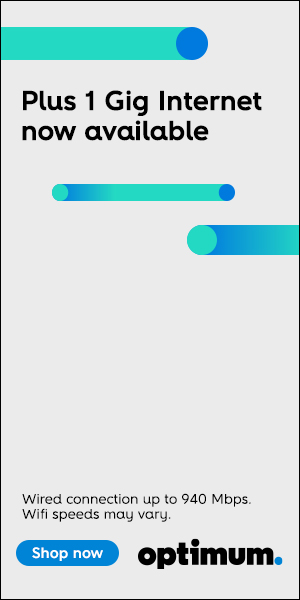 Plus 1 Gig Internet
now available
Wired connection up to 940 Mbps.
Wifi speeds may vary.
Shop now
optimum.